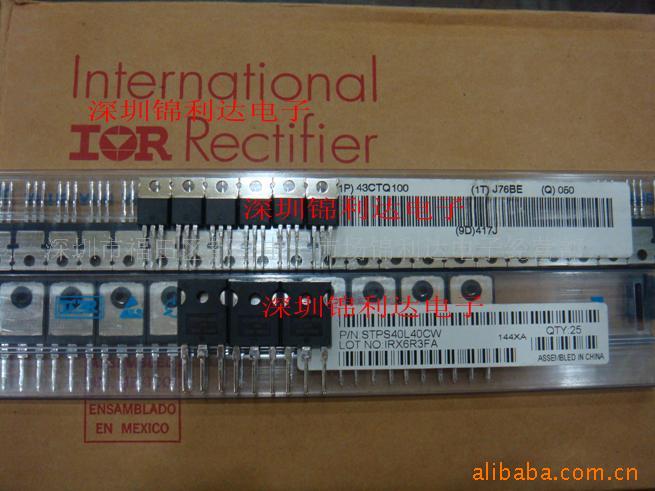 International
深圳锦利达电子
IOR Rectifier
(1P) 43CTQ100 (1T) J76BE (Q) 050
深圳锦利达电子
(9D)417J
IOR
深圳锦利达电子
P/N:STPS40L40CW 144XA QTY:25
LOT NO:IRX6R3FA ASSEMBLED IN CHINA
ENSAMBLADO
EN MEXICO
alibaba.com.cn